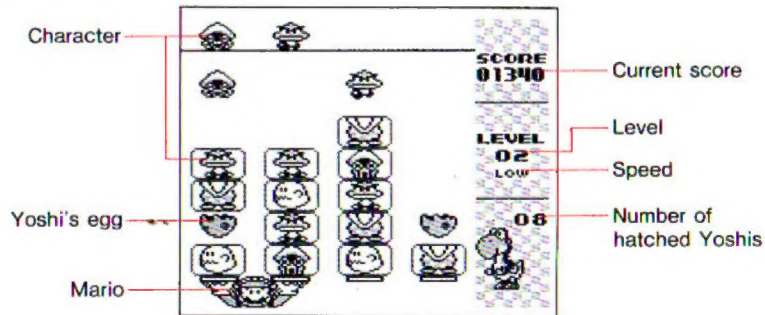 Character
SCORE
01340
Current score
LEVEL
Level
02
LOW
Speed
Yoshi's egg
08
Number of
hatched Yoshis
Mario